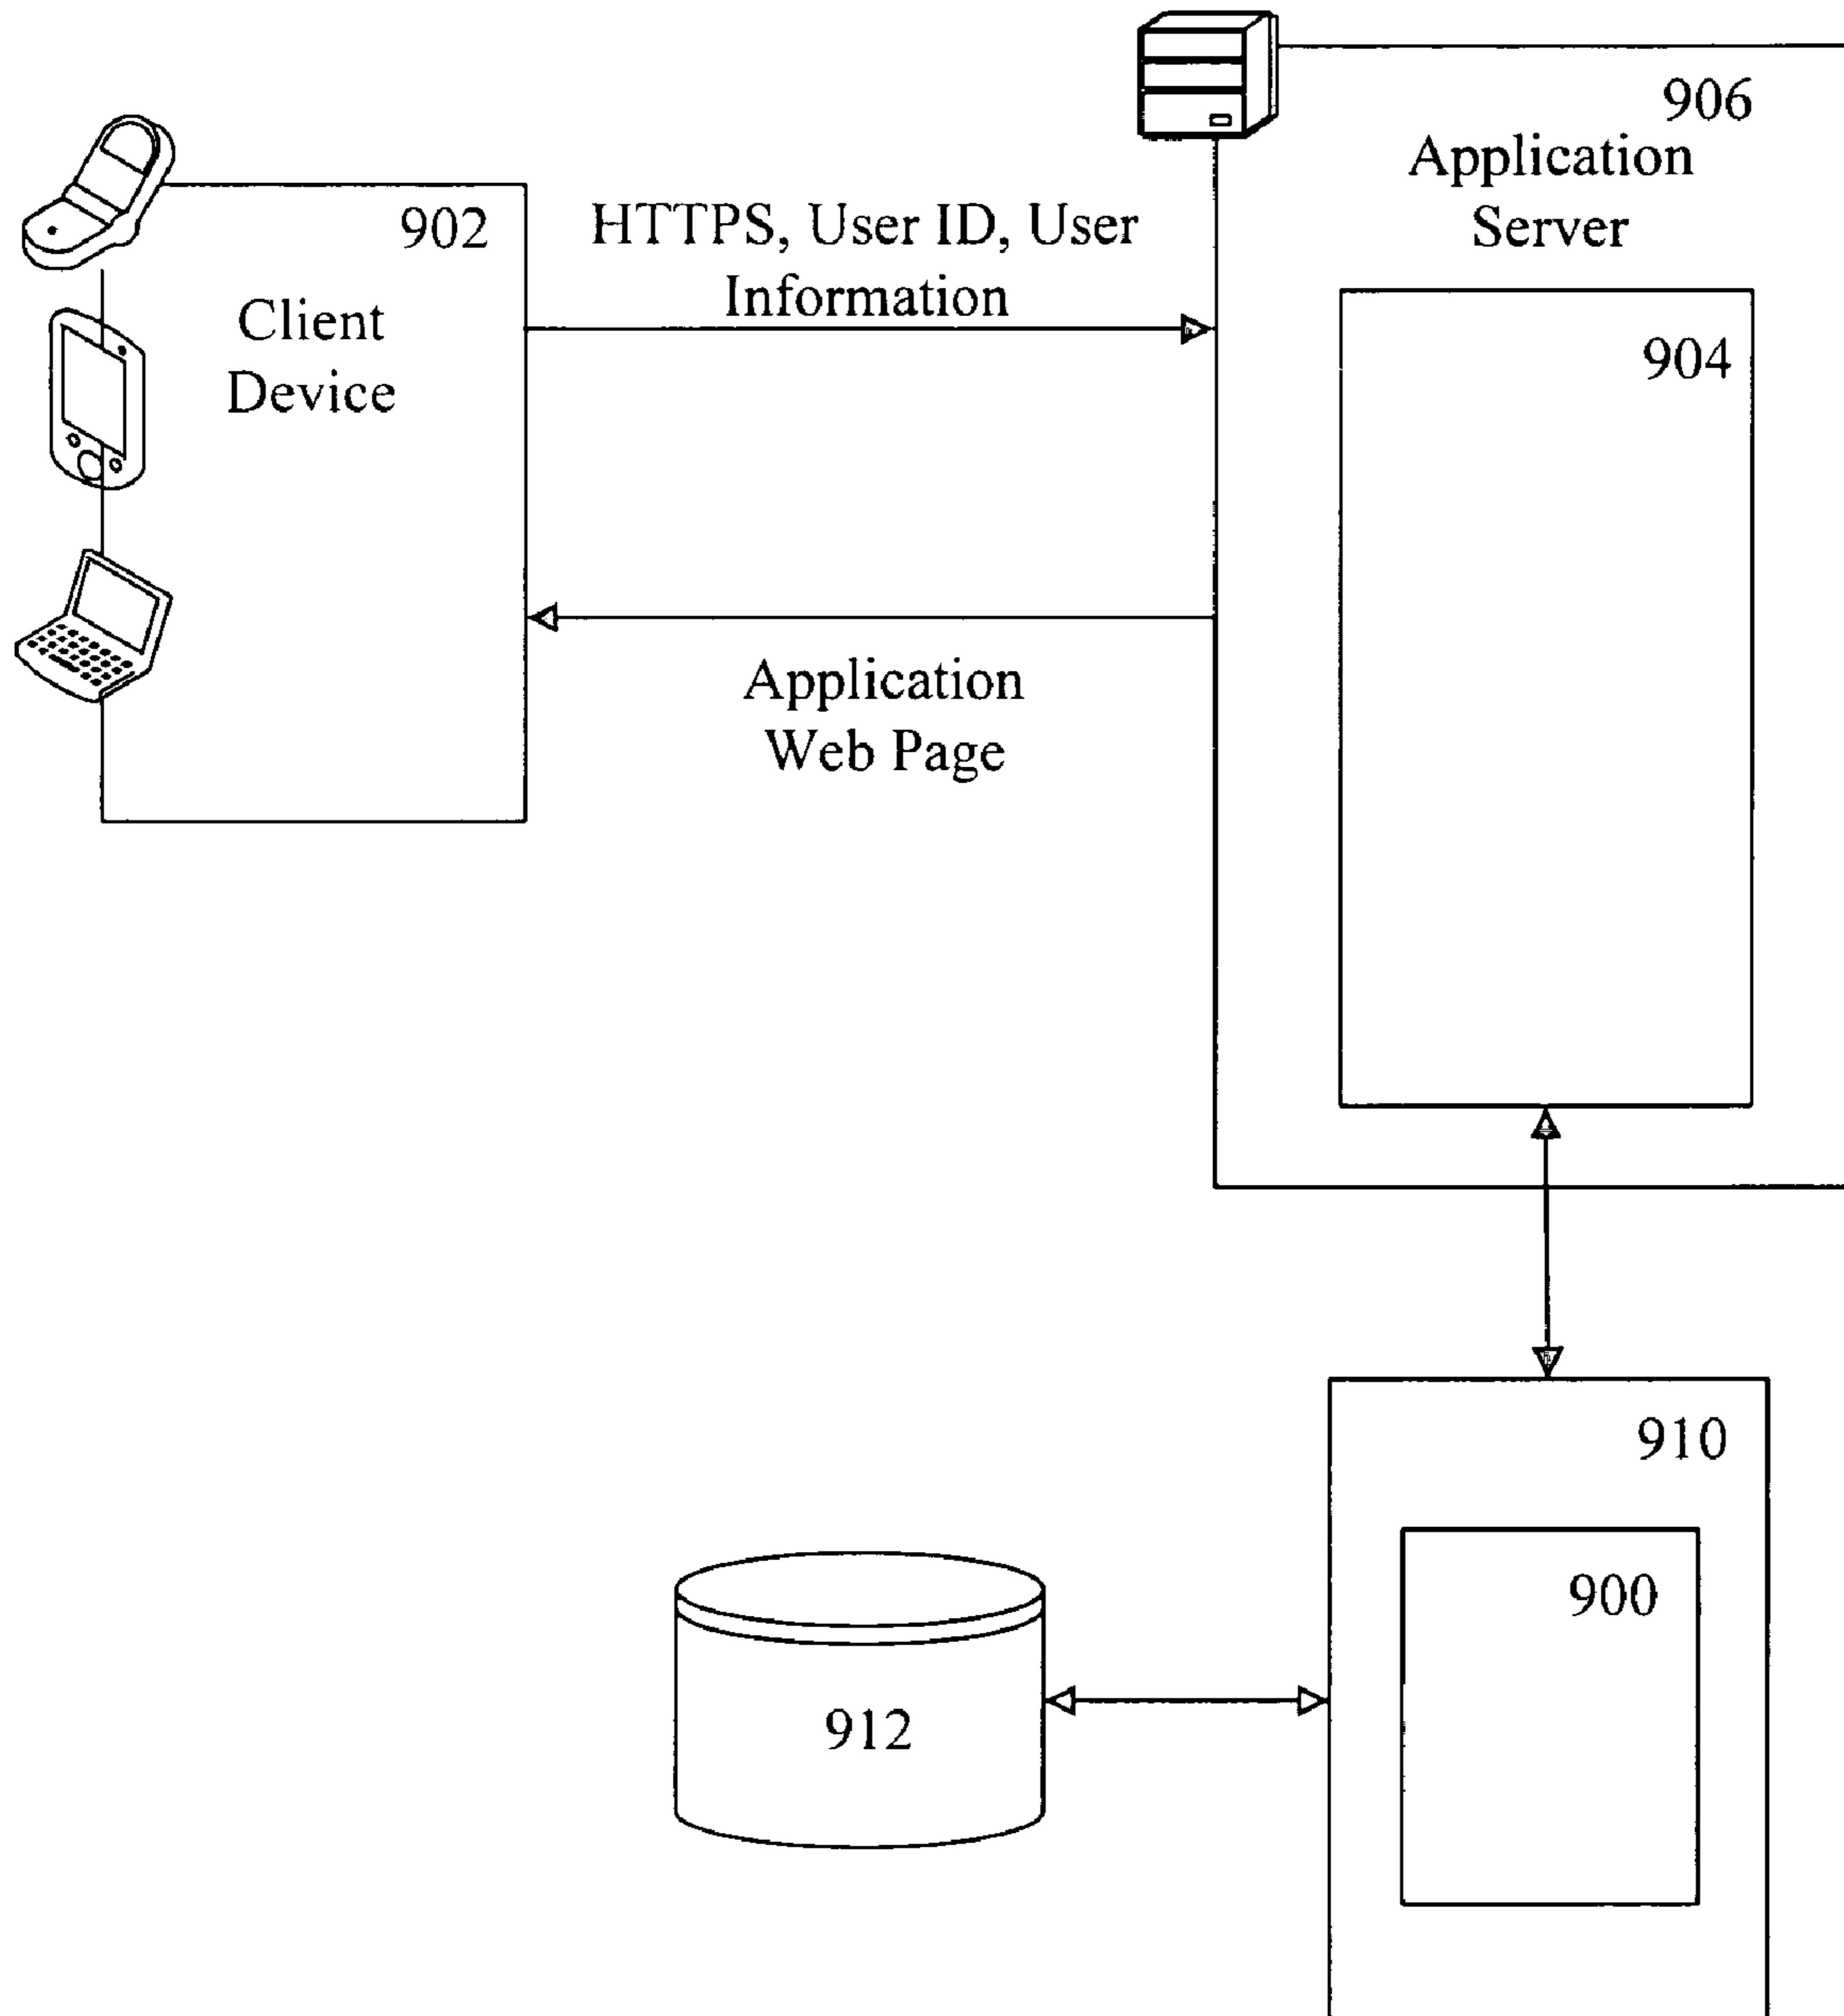 906
Application
Server
902
HTTPS, User ID, User
Information
Client
Device
904
Application
Web Page
910
900
912